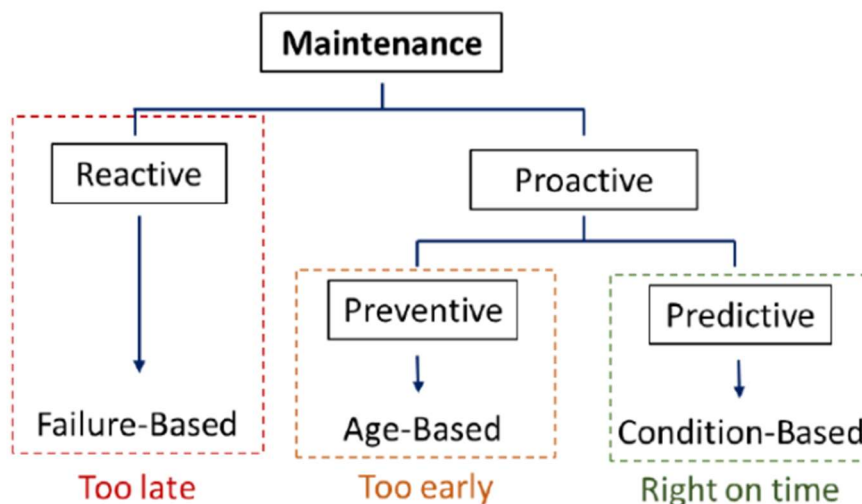 Maintenance
Reactive
Proactive
Preventive
Predictive
Failure-Based
Age-Based
Condition-Based
Too late
Too early
Right on time